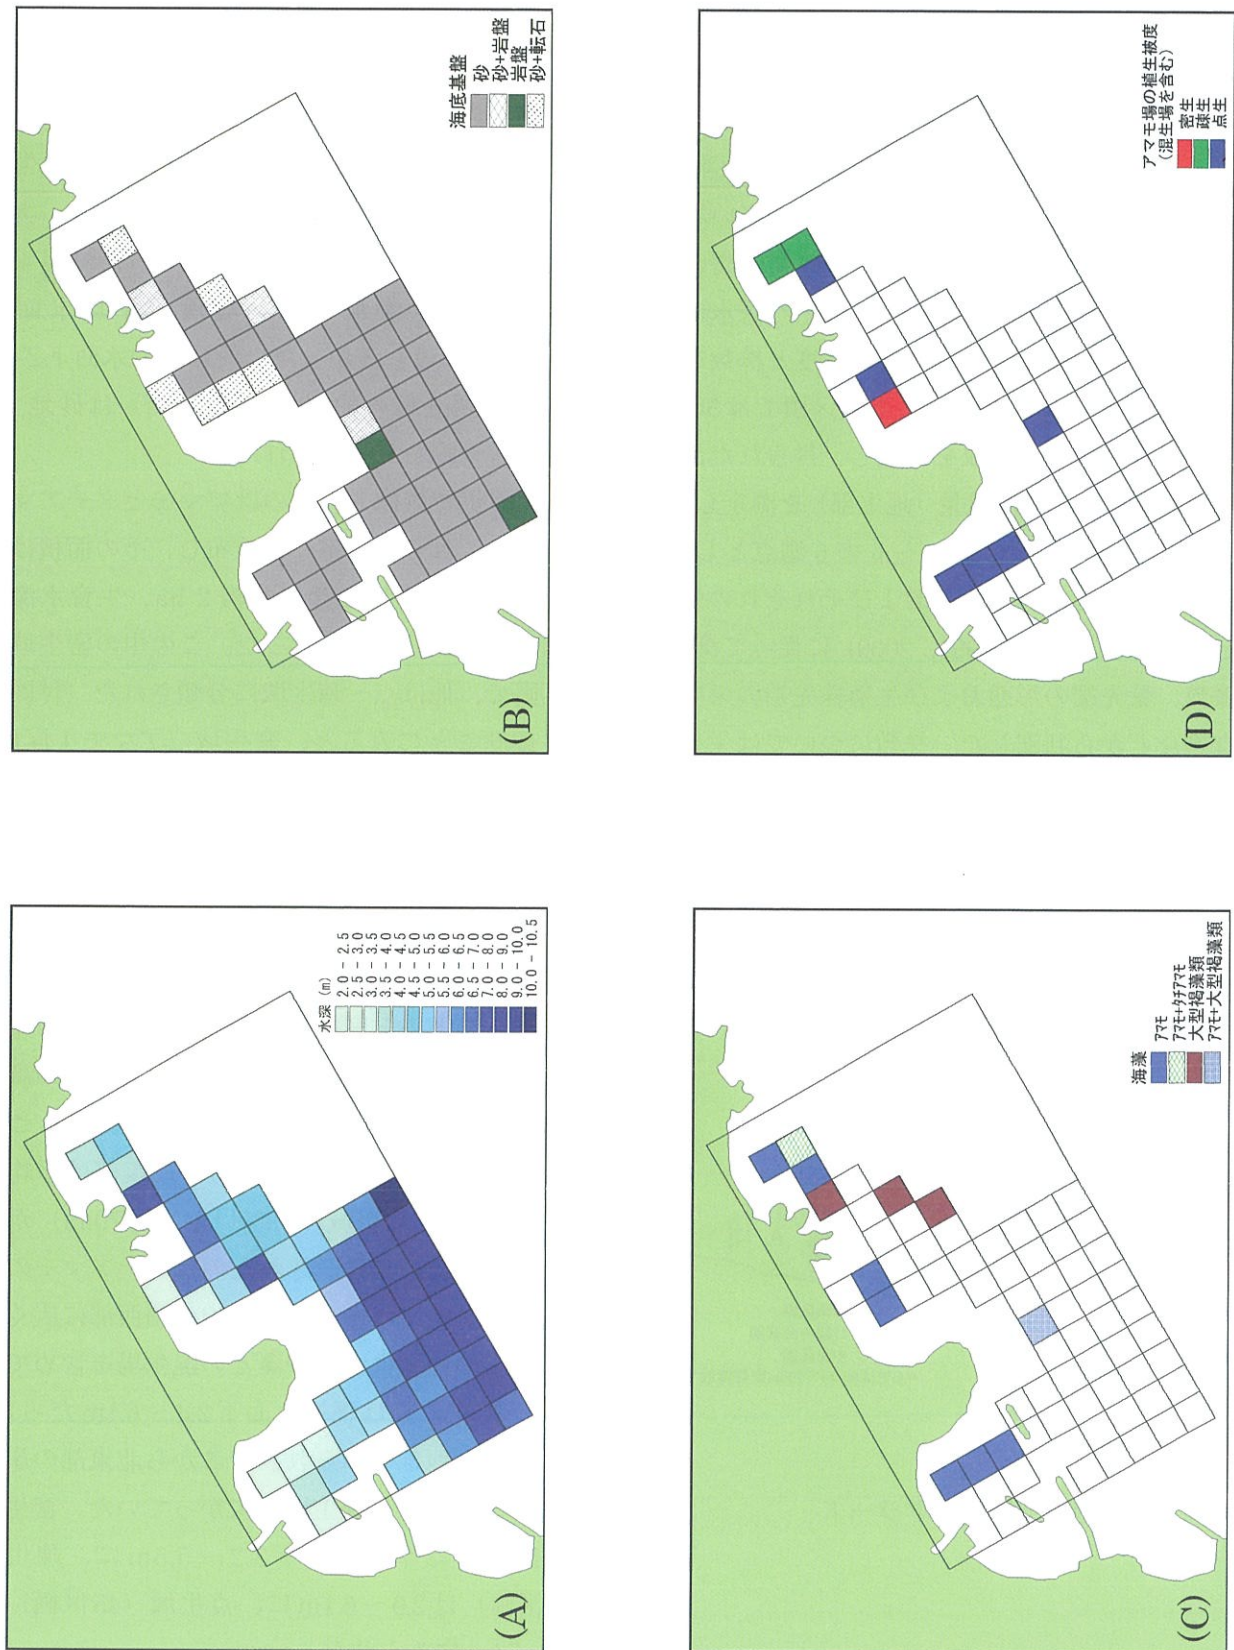 (A)
水深 (m)
2.0 - 2.5
2.5 - 3.0
3.0 - 3.5
3.5 - 4.0
4.0 - 4.5
4.5 - 5.0
5.0 - 5.5
5.5 - 6.0
6.0 - 6.5
6.5 - 7.0
7.0 - 8.0
8.0 - 9.0
9.0 - 10.0
10.0 - 10.5
(B)
海底基盤
砂
砂+岩盤
岩盤
砂+転石
(C)
海藻
アマモ
アマモ+タチアマモ
大型褐藻類
アマモ+大型褐藻類
(D)
アマモ場の植生被度
(混生場を含む)
密生
疎生
点生